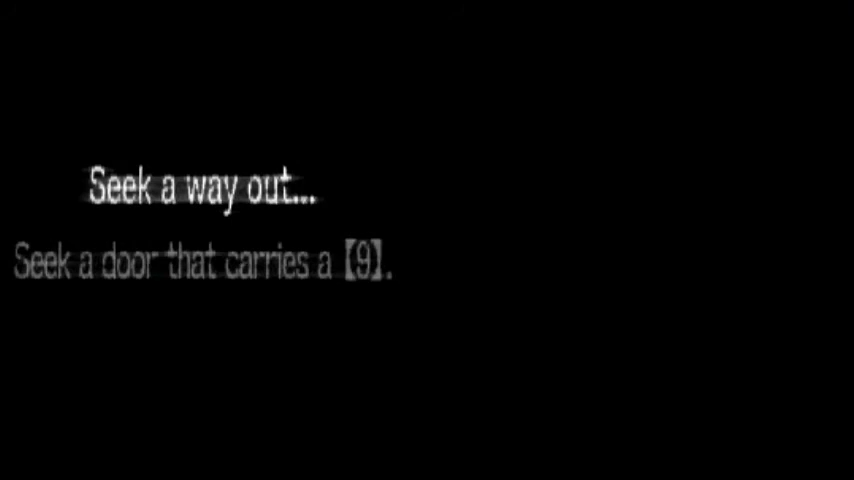 Seek a way out...
Seek a door that carries a 【9】.